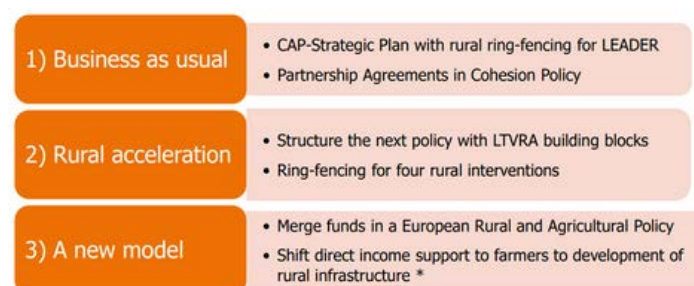 1) Business as usual
• CAP-Strategic Plan with rural ring-fencing for LEADER
• Partnership Agreements in Cohesion Policy
2) Rural acceleration
• Structure the next policy with LTVRA building blocks
• Ring-fencing for four rural interventions
3) A new model
• Merge funds in a European Rural and Agricultural Policy
• Shift direct income support to farmers to development of
rural infrastructure *